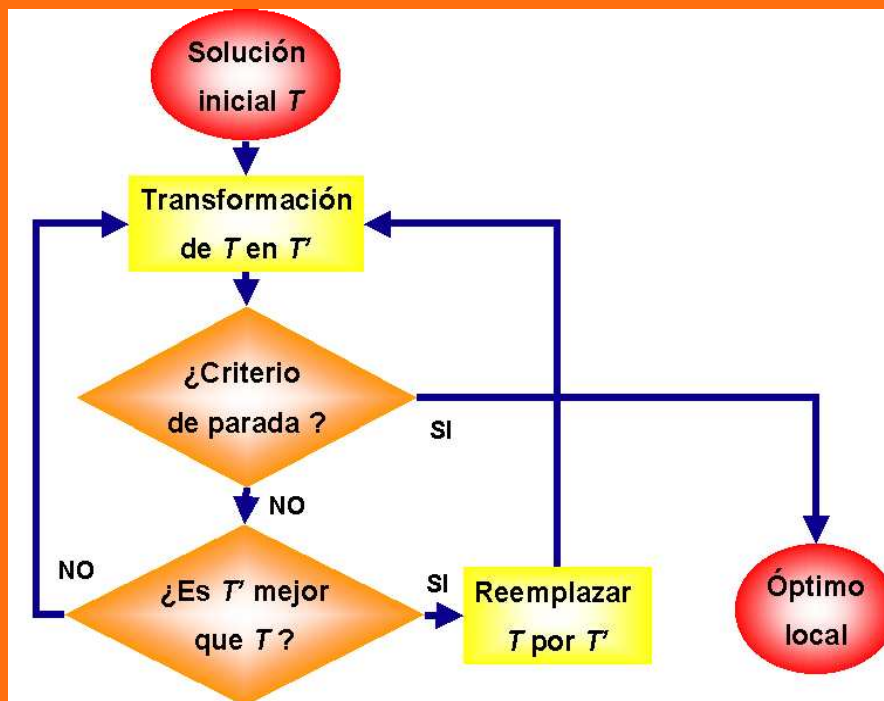 Solución
inicial T
Transformación
de T en T'
¿Criterio
de parada ?
SI
NO
NO
¿Es T' mejor
que T ?
SI
Reemplazar
T por T'
Óptimo
local